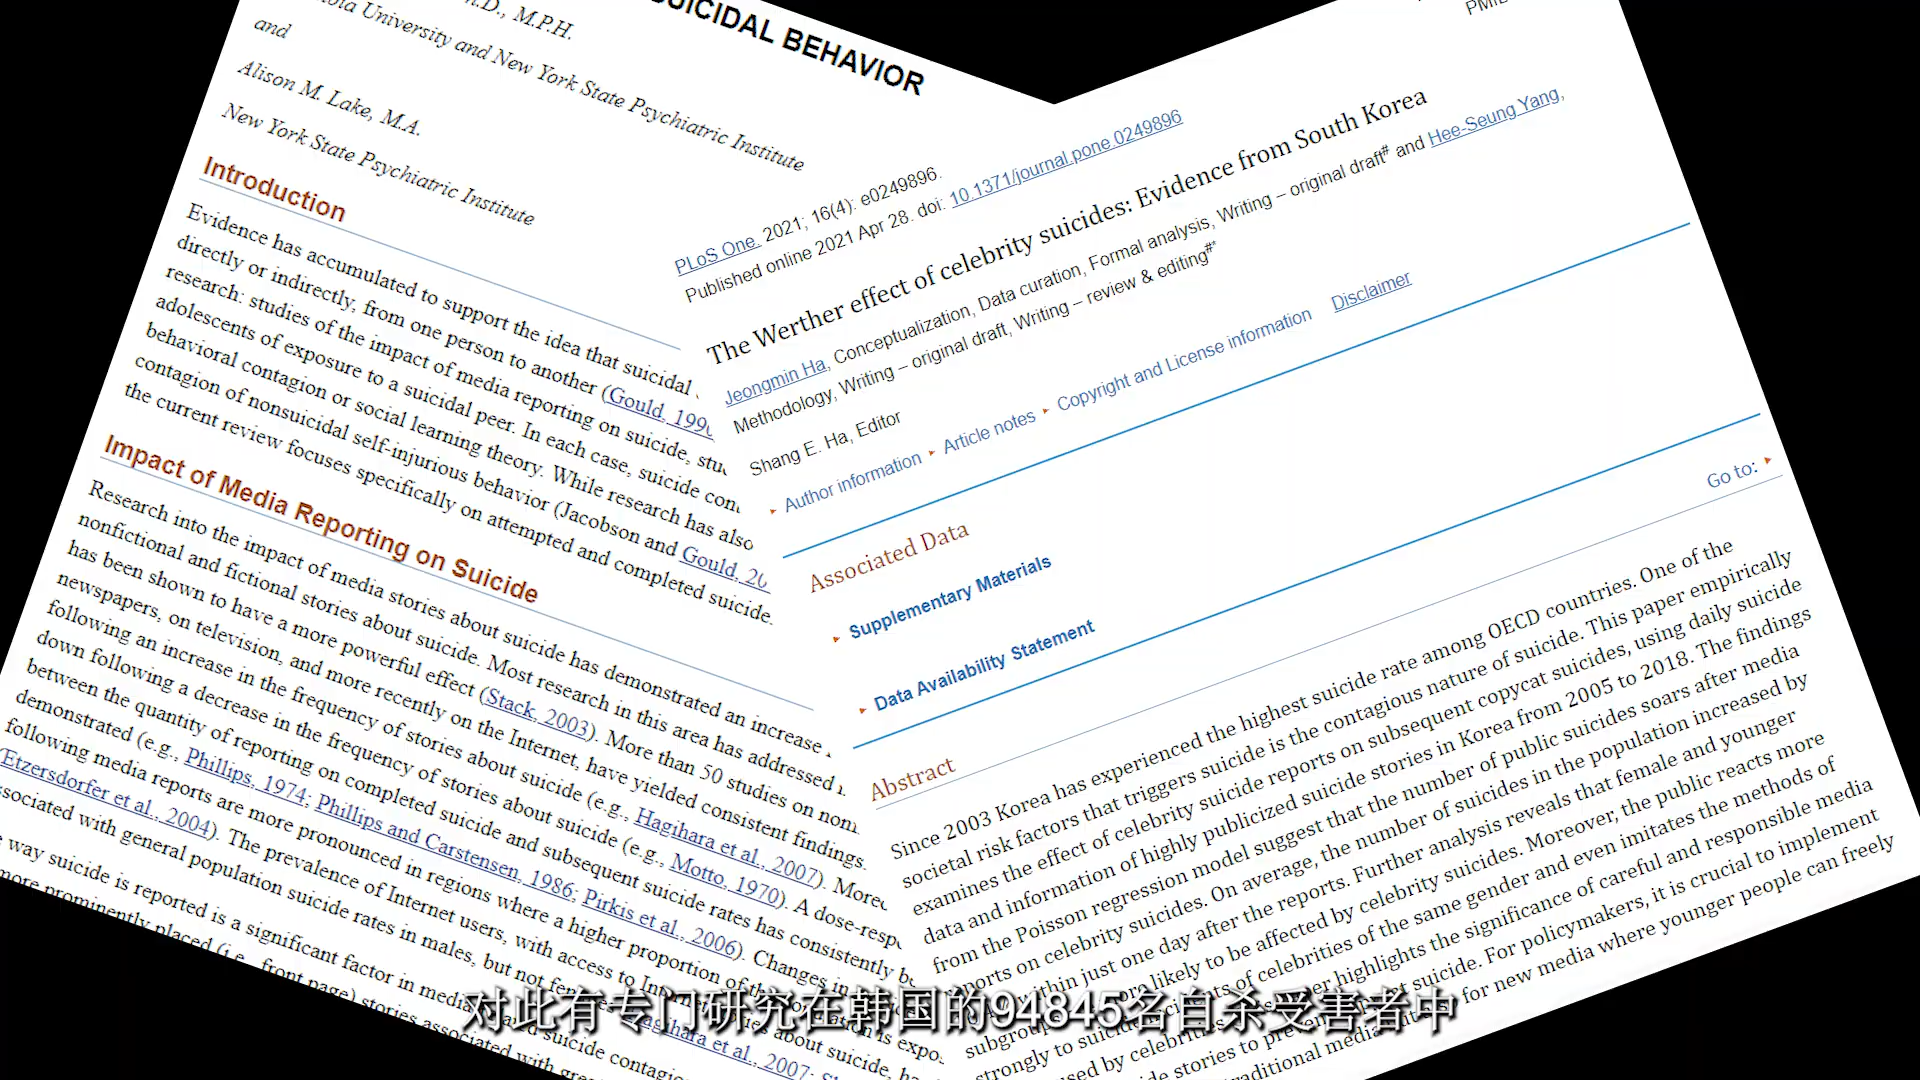 SUICIDAL BEHAVIOR
M.P.H.
University and New York State Psychiatric Institute
and
Alison M. Lake, M.A.
New York State Psychiatric Institute
Introduction
Evidence has accumulated to support the idea that suicidal
directly or indirectly, from one person to another (Gould, 199
research: studies of the impact of media reporting on suicide,
adolescents of exposure to a suicidal peer. In each case, suicide
behavioral contagion or social learning theory. While research has also
contagion of nonsuicidal self-injurious behavior (Jacobson and Gould, 20
the current review focuses specifically on attempted and completed suicide.
Impact of Media Reporting on Suicide
Research into the impact of media stories about suicide has demonstrated an increase
nonfictional and fictional stories about suicide. Most research in this area has addressed
has been shown to have a more powerful effect (Stack, 2003). More than 50 studies on
newspapers, on television, and more recently on the Internet, have yielded consistent findings.
following an increase in the frequency of stories about suicide (e.g., Hagihara et al., 2007).
down following a decrease in the frequency of stories about suicide (e.g., Motto, 1970). A
between the quantity of reporting on completed suicide and subsequent suicide rates has consistently
demonstrated (e.g., Phillips, 1974; Phillips and Carstensen, 1986; Pirkis et al., 2006). Changes in
following media reports are more pronounced in regions where a higher proportion of the population is
Etzersdorfer et al., 2004). The prevalence of Internet users, with access to
associated with general population suicide rates in males, but not
way suicide is reported is a significant factor in
more prominently placed (i.e., front page) stories associated with
PLoS One. 2021; 16(4): e0249896.
Published online 2021 Apr 28. doi: 10.1371/journal.pone.0249896
The Werther effect of celebrity suicides: Evidence from South Korea
Jeongmin Ha, Conceptualization, Data curation, Formal analysis, Writing – original draft# and Hee-Seung Yang,
Methodology, Writing – original draft, Writing – review & editing#*
Shang E. Ha, Editor
Author information Article notes Copyright and License information Disclaimer
Associated Data
Supplementary Materials
Data Availability Statement
Go to:
Abstract
Since 2003 Korea has experienced the highest suicide rate among OECD countries. One of the
societal risk factors that triggers suicide is the contagious nature of suicide. This paper empirically
examines the effect of celebrity suicide reports on subsequent copycat suicides, using daily suicide
data and information of highly publicized suicide stories in Korea from 2005 to 2018. The findings
from the Poisson regression model suggest that the number of public suicides soars after media
reports on celebrity suicides. On average, the number of suicides in the population increased by
within just one day after the reports. Further analysis reveals that female and younger
likely to be affected by celebrity suicides. Moreover, the public reacts more
strongly to of celebrities of the same gender and even imitates the methods of
used by celebrities highlights the significance of careful and responsible media
stories to suicide. For policymakers, it is crucial to implement
traditional media for new media where younger people can freely
对此有专门研究在韩国的94845名自杀受害者中